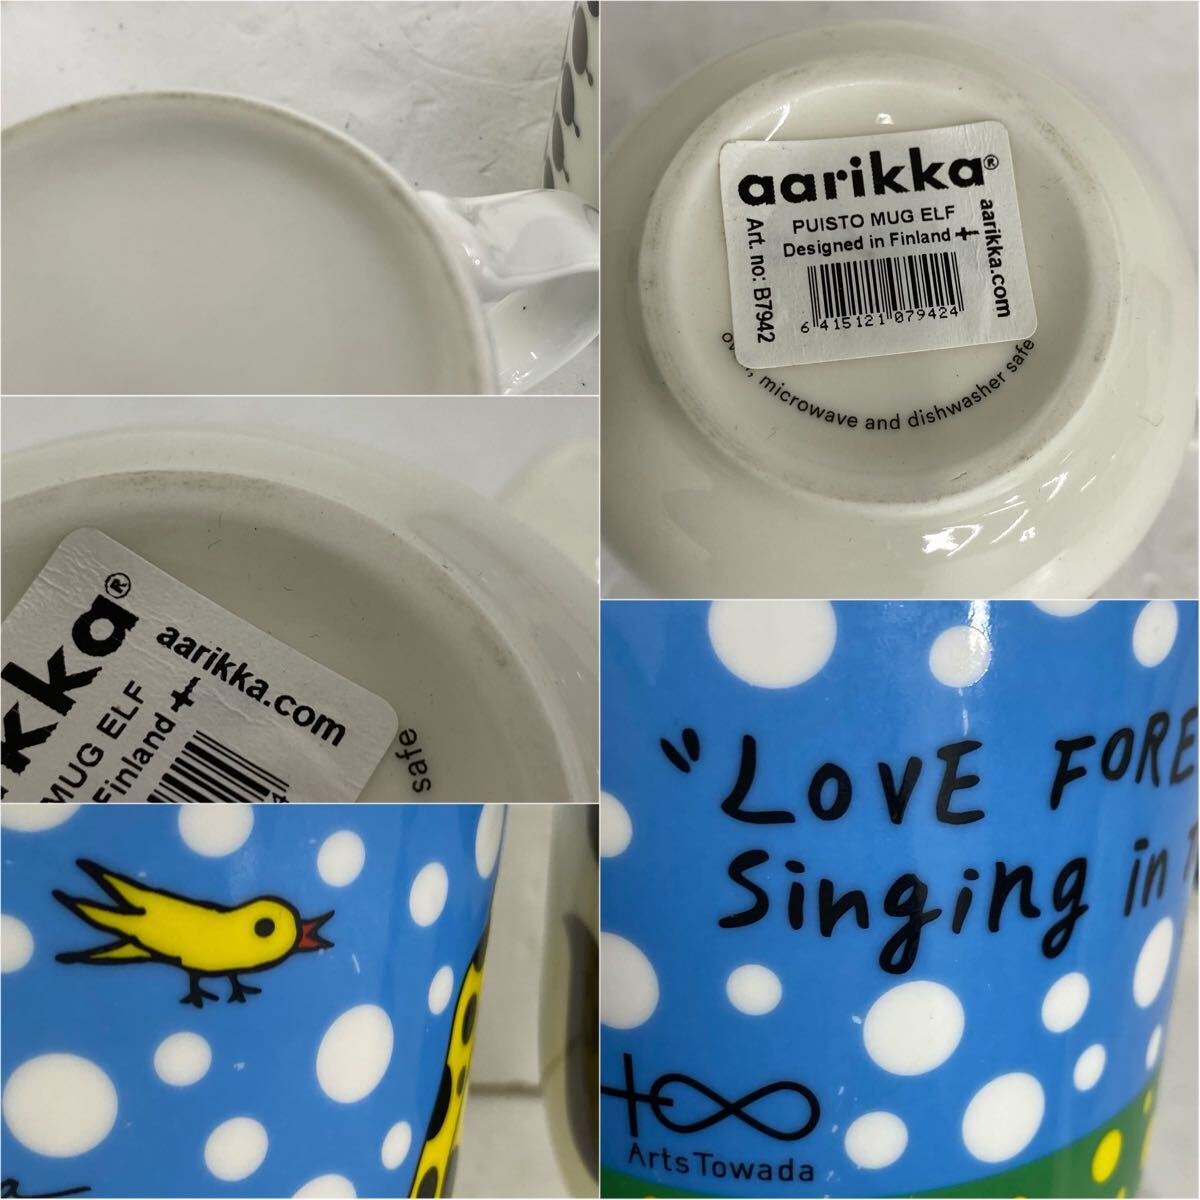 aarikka®
PUISTO MUG ELF
Designed in Finland
Art. no: B7942
aarikka.com
6 415121 079424
microwave and dishwasher safe
kka®
aarikka.com
MUG ELF
Finland
4
safe
"LOVE FORE
Singing in T
ArtsTowada
a